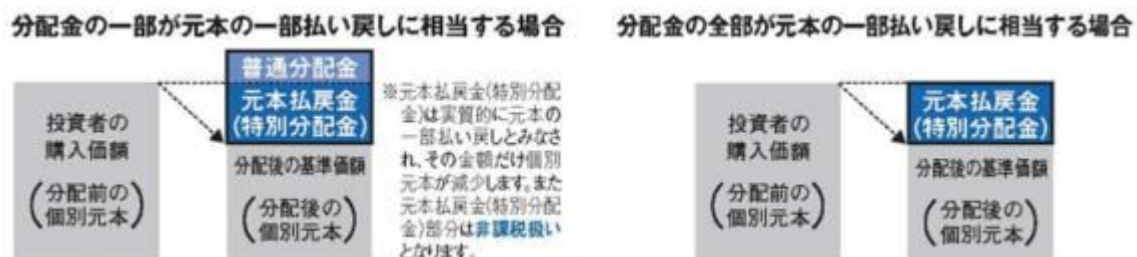 分配金の一部が元本の一部払い戻しに相当する場合
普通分配金
元本払戻金
(特別分配金)
投資者の
購入価額
(分配前の
個別元本)
分配後の基準価額
(分配後の
個別元本)
※元本払戻金(特別分配
金)は実質的に元本の
一部払い戻しとみなさ
れ、その金額だけ個別
元本が減少します。また
元本払戻金(特別分配
金)部分は非課税扱い
となります。
分配金の全部が元本の一部払い戻しに相当する場合
元本払戻金
(特別分配金)
投資者の
購入価額
(分配前の
個別元本)
分配後の基準価額
(分配後の
個別元本)